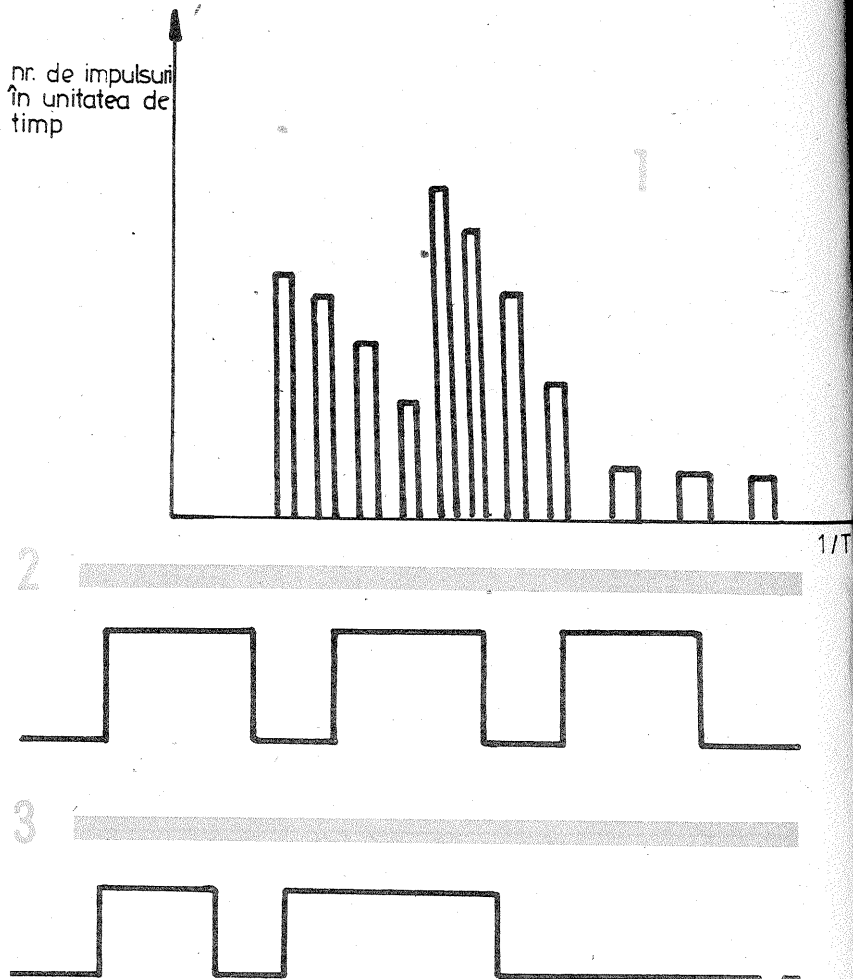 nr. de impulsuri
în unitatea de
timp
1
1/T
2
3